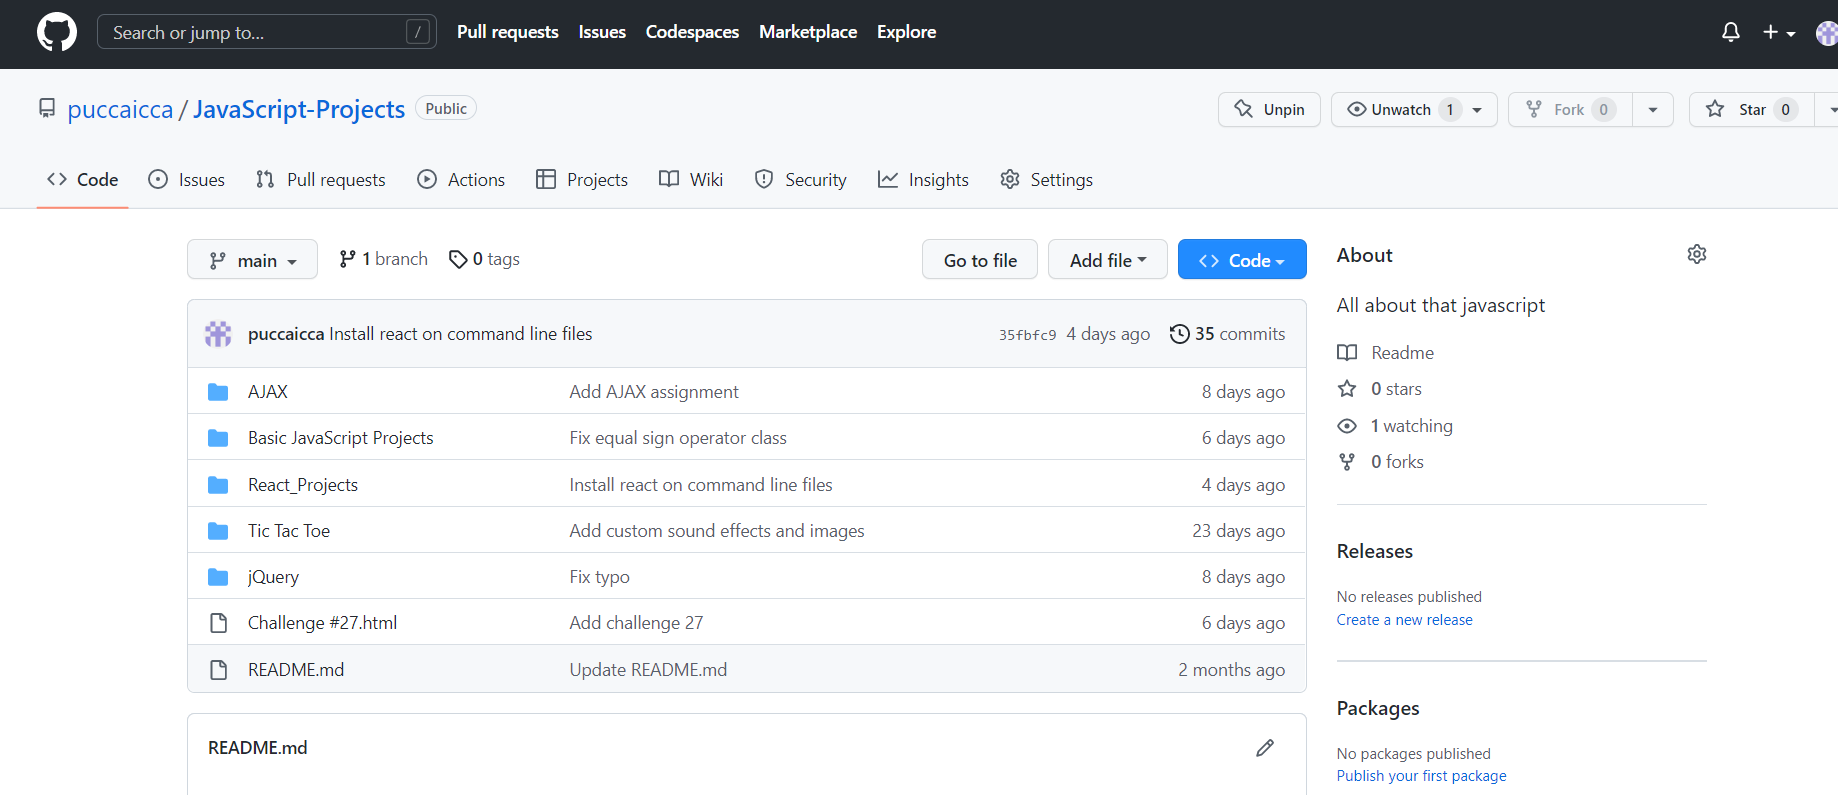 Search or jump to... / Pull requests Issues Codespaces Marketplace Explore
puccaicca / JavaScript-Projects Public Unpin Unwatch 1 Fork 0 Star 0
Code Issues Pull requests Actions Projects Wiki Security Insights Settings
main 1 branch 0 tags Go to file Add file Code
puccaicca Install react on command line files 35fbfc9 4 days ago 35 commits
AJAX Add AJAX assignment 8 days ago
Basic JavaScript Projects Fix equal sign operator class 6 days ago
React_Projects Install react on command line files 4 days ago
Tic Tac Toe Add custom sound effects and images 23 days ago
jQuery Fix typo 8 days ago
Challenge #27.html Add challenge 27 6 days ago
README.md Update README.md 2 months ago
README.md
About
All about that javascript
Readme
0 stars
1 watching
0 forks
Releases
No releases published
Create a new release
Packages
No packages published
Publish your first package